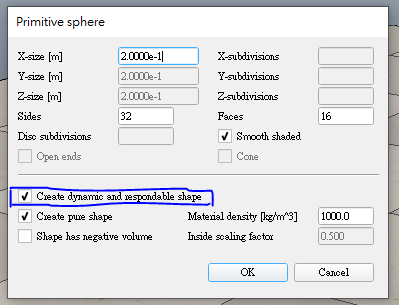 Primitive sphere
X-size [m] 2.0000e-1 X-subdivisions
Y-size [m] 2.0000e-1 Y-subdivisions
Z-size [m] 2.0000e-1 Z-subdivisions
Sides 32 Faces 16
Disc subdivisions Smooth shaded
Open ends Cone
Create dynamic and respondable shape
Create pure shape Material density [kg/m^3] 1000.0
Shape has negative volume Inside scaling factor 0.500
OK Cancel